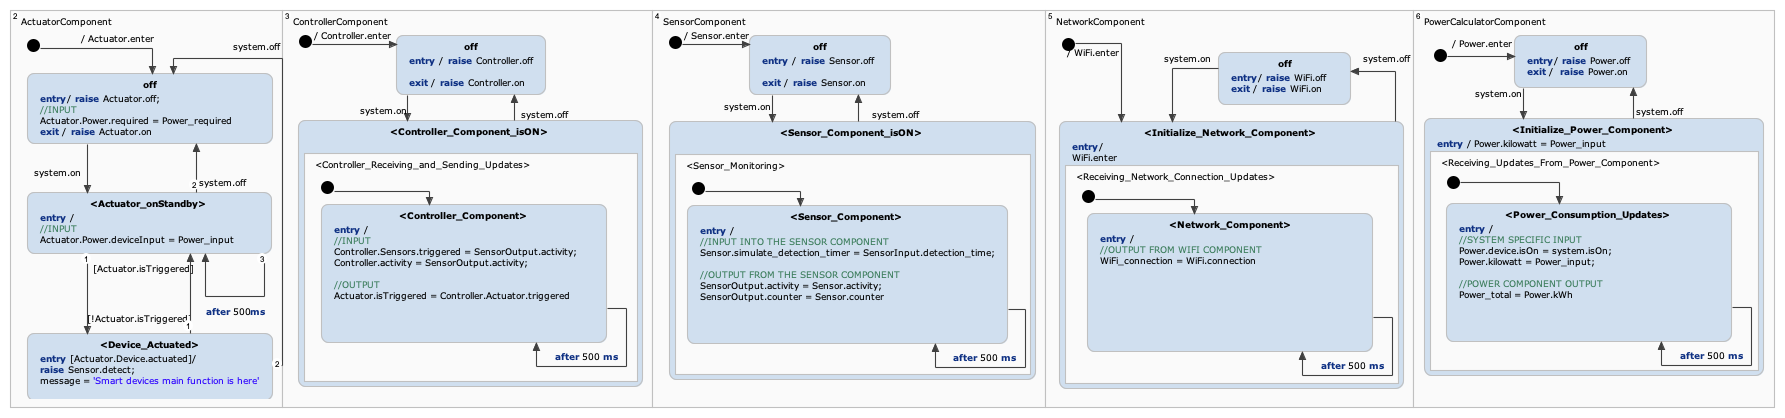 2
ActuatorComponent
/ Actuator.enter
system.off
off
entry/ raise Actuator.off;
//INPUT
Actuator.Power.required = Power_required
exit / raise Actuator.on
system.on
2
system.off
<Actuator_onStandby>
entry /
//INPUT
Actuator.Power.deviceInput = Power_input
1
[Actuator.isTriggered]
3
after 500ms
[!Actuator.isTriggered]
1
<Device_Actuated>
entry [Actuator.Device.actuated]/
raise Sensor.detect;
message = 'Smart devices main function is here'
2
3
ControllerComponent
/ Controller.enter
off
entry / raise Controller.off
exit / raise Controller.on
system.on
system.off
<Controller_Component_isON>
<Controller_Receiving_and_Sending_Updates>
<Controller_Component>
entry /
//INPUT
Controller.Sensors.triggered = SensorOutput.activity;
Controller.activity = SensorOutput.activity;
//OUTPUT
Actuator.isTriggered = Controller.Actuator.triggered
after 500 ms
4
SensorComponent
/ Sensor.enter
off
entry / raise Sensor.off
exit / raise Sensor.on
system.on
system.off
<Sensor_Component_isON>
<Sensor_Monitoring>
<Sensor_Component>
entry /
//INPUT INTO THE SENSOR COMPONENT
Sensor.simulate_detection_timer = SensorInput.detection_time;
//OUTPUT FROM THE SENSOR COMPONENT
SensorOutput.activity = Sensor.activity;
SensorOutput.counter = Sensor.counter
after 500 ms
5
NetworkComponent
/ WiFi.enter
system.on
off
entry/ raise WiFi.off
exit / raise WiFi.on
system.off
<Initialize_Network_Component>
entry/
WiFi.enter
<Receiving_Network_Connection_Updates>
<Network_Component>
entry /
//OUTPUT FROM WIFI COMPONENT
WiFi_connection = WiFi.connection
after 500 ms
6
PowerCalculatorComponent
/ Power.enter
off
entry/ raise Power.off
exit / raise Power.on
system.on
system.off
<Initialize_Power_Component>
entry / Power.kilowatt = Power_input
<Receiving_Updates_From_Power_Component>
<Power_Consumption_Updates>
entry /
//SYSTEM SPECIFIC INPUT
Power.device.isOn = system.isOn;
Power.kilowatt = Power_input;
//POWER COMPONENT OUTPUT
Power_total = Power.kWh
after 500 ms